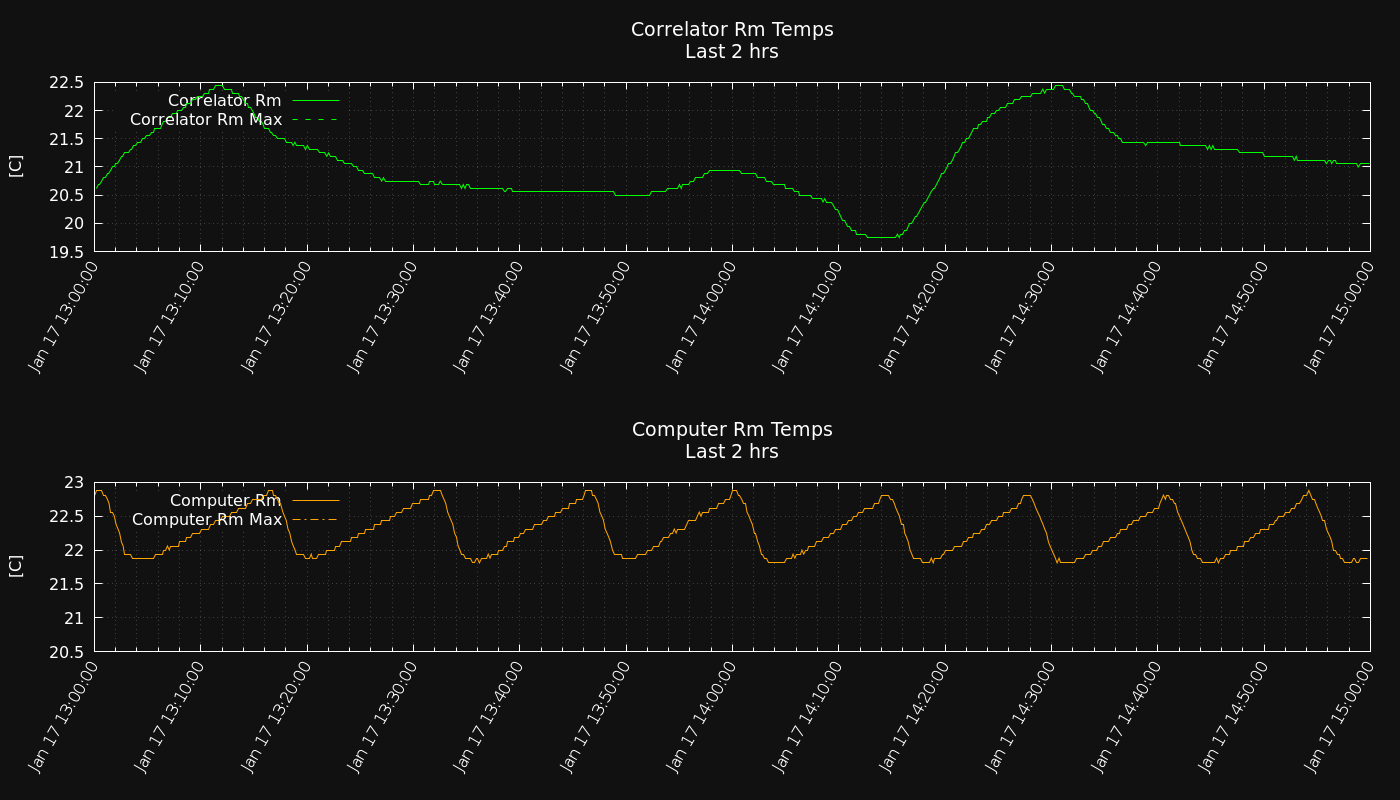 Correlator Rm Temps
Last 2 hrs
[C]
22.5
22
21.5
21
20.5
20
19.5
Correlator Rm
Correlator Rm Max
Jan 17 13:00:00
Jan 17 13:10:00
Jan 17 13:20:00
Jan 17 13:30:00
Jan 17 13:40:00
Jan 17 13:50:00
Jan 17 14:00:00
Jan 17 14:10:00
Jan 17 14:20:00
Jan 17 14:30:00
Jan 17 14:40:00
Jan 17 14:50:00
Jan 17 15:00:00
Computer Rm Temps
Last 2 hrs
[C]
23
22.5
22
21.5
21
20.5
Computer Rm
Computer Rm Max
Jan 17 13:00:00
Jan 17 13:10:00
Jan 17 13:20:00
Jan 17 13:30:00
Jan 17 13:40:00
Jan 17 13:50:00
Jan 17 14:00:00
Jan 17 14:10:00
Jan 17 14:20:00
Jan 17 14:30:00
Jan 17 14:40:00
Jan 17 14:50:00
Jan 17 15:00:00